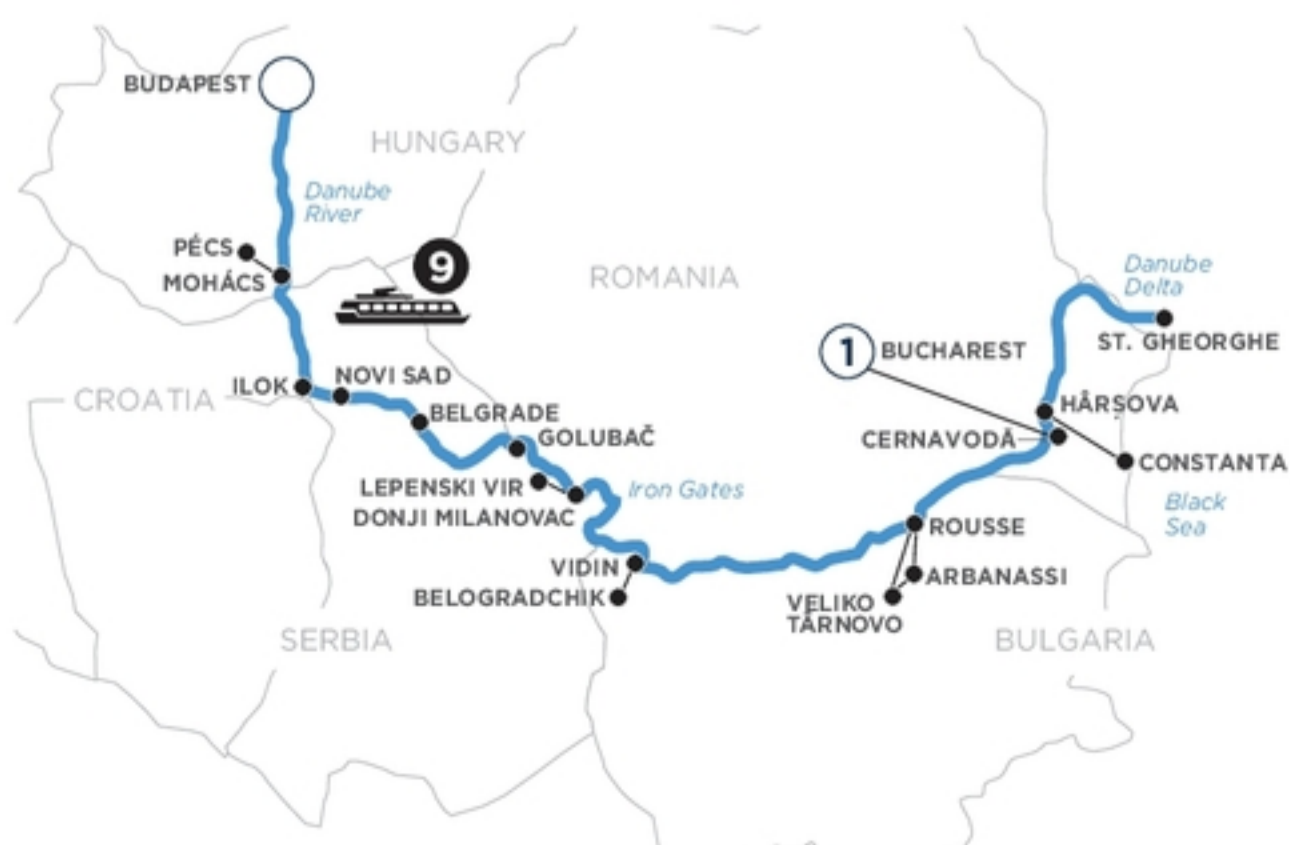 BUDAPEST
HUNGARY
Danube
River
PÉCS
MOHÁCS
9
ROMANIA
Danube
Delta
ST. GHEORGHE
1
BUCHAREST
CROATIA
ILOK
NOVI SAD
BELGRADE
GOLUBAČ
HÂRȘOVA
CERNAVODĂ
CONSTANTA
LEPENSKI VIR
DONJI MILANOVAC
Iron Gates
Black
Sea
ROUSSE
VIDIN
BELOGRADCHIK
ARBANASSI
VELIKO
TÂRNOVO
SERBIA
BULGARIA